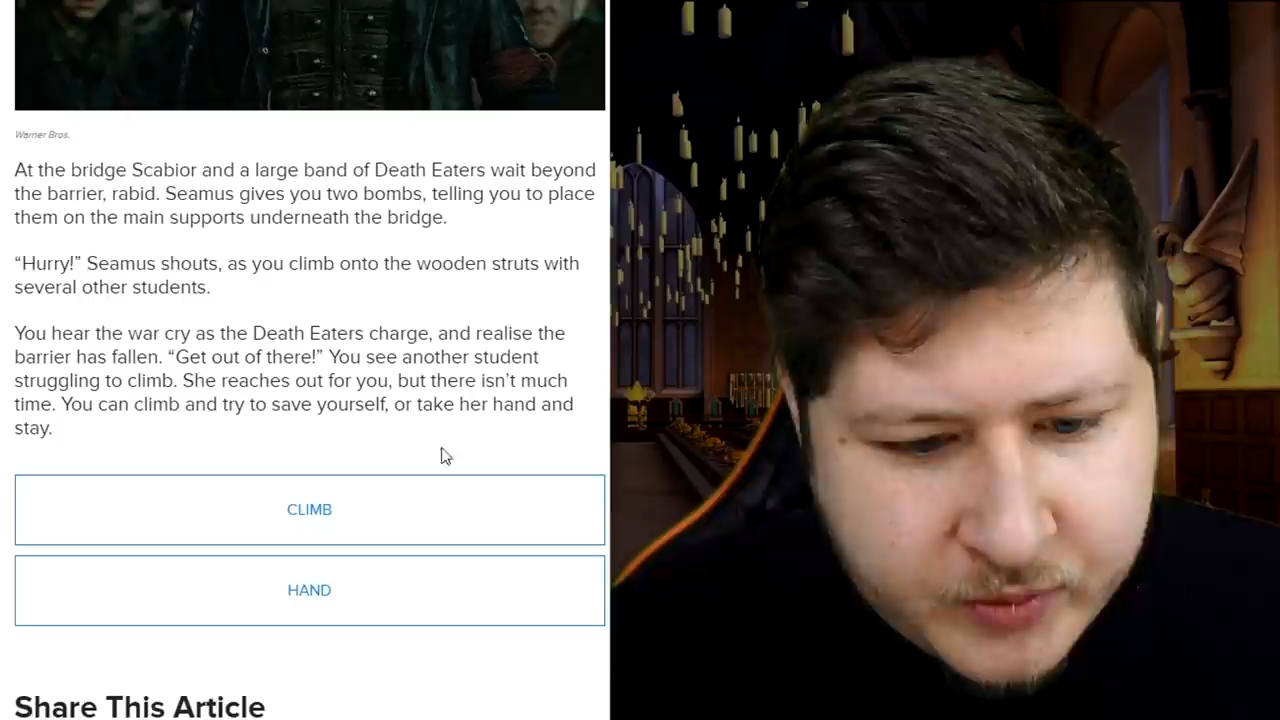 Warner Bros.
At the bridge Scabior and a large band of Death Eaters wait beyond
the barrier, rabid. Seamus gives you two bombs, telling you to place
them on the main supports underneath the bridge.
“Hurry!” Seamus shouts, as you climb onto the wooden struts with
several other students.
You hear the war cry as the Death Eaters charge, and realise the
barrier has fallen. “Get out of there!” You see another student
struggling to climb. She reaches out for you, but there isn’t much
time. You can climb and try to save yourself, or take her hand and
stay.
CLIMB
HAND
Share This Article